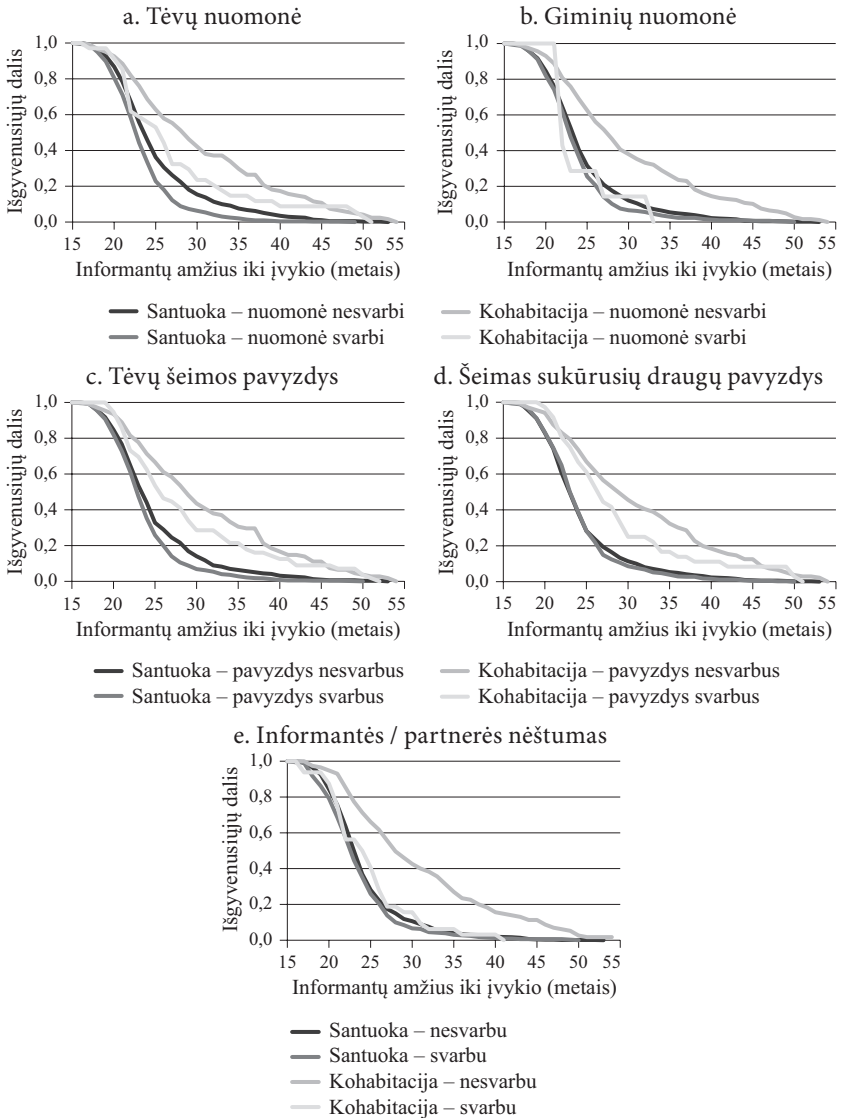 a. Tėvų nuomonė
b. Giminių nuomonė
Išgyvenusiųjų dalis
1,0
0,8
0,6
0,4
0,2
0,0
15 20 25 30 35 40 45 50 55
Informantų amžius iki įvykio (metais)
Išgyvenusiųjų dalis
1,0
0,8
0,6
0,4
0,2
0,0
15 20 25 30 35 40 45 50 55
Informantų amžius iki įvykio (metais)
Santuoka – nuomonė nesvarbi
Santuoka – nuomonė svarbi
Kohabitacija – nuomonė nesvarbi
Kohabitacija – nuomonė svarbi
c. Tėvų šeimos pavyzdys
d. Šeimas sukūrusių draugų pavyzdys
Išgyvenusiųjų dalis
1,0
0,8
0,6
0,4
0,2
0,0
15 20 25 30 35 40 45 50 55
Informantų amžius iki įvykio (metais)
Išgyvenusiųjų dalis
1,0
0,8
0,6
0,4
0,2
0,0
15 20 25 30 35 40 45 50 55
Informantų amžius iki įvykio (metais)
Santuoka – pavyzdys nesvarbus
Santuoka – pavyzdys svarbus
Kohabitacija – pavyzdys nesvarbus
Kohabitacija – pavyzdys svarbus
e. Informantės / partnerės nėštumas
Išgyvenusiųjų dalis
1,0
0,8
0,6
0,4
0,2
0,0
15 20 25 30 35 40 45 50 55
Informantų amžius iki įvykio (metais)
Santuoka – nesvarbu
Santuoka – svarbu
Kohabitacija – nesvarbu
Kohabitacija – svarbu